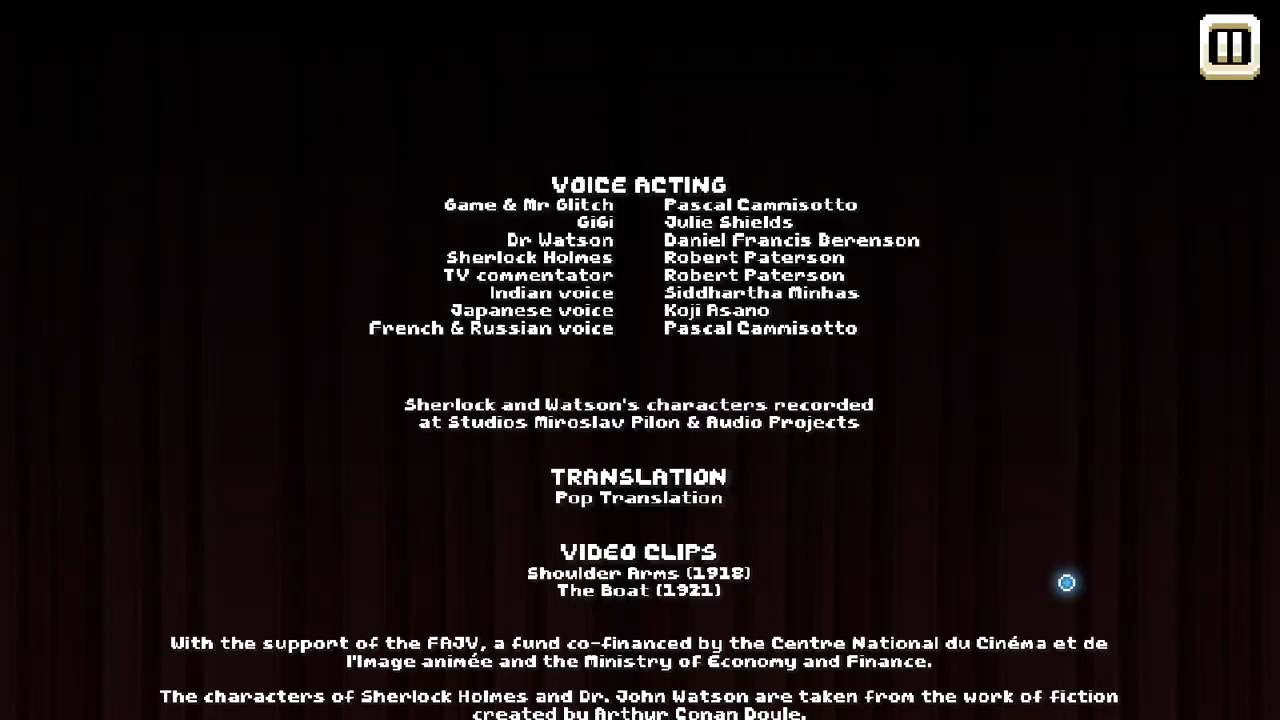 VOICE ACTING
Game & Mr Glitch Pascal Cammisotto
GiGi Julie Shields
Dr Watson Daniel Francis Berenson
Sherlock Holmes Robert Paterson
TV commentator Robert Paterson
Indian voice Siddhartha Minhas
Japanese voice Koji Asano
French & Russian voice Pascal Cammisotto
Sherlock and Watson's characters recorded
at Studios Miroslav Pilon & Audio Projects
TRANSLATION
Pop Translation
VIDEO CLIPS
Shoulder Arms (1918)
The Boat (1921)
With the support of the FAJV, a fund co-financed by the Centre National du Cinéma et de
l'Image animée and the Ministry of Economy and Finance.
The characters of Sherlock Holmes and Dr. John Watson are taken from the work of fiction
created by Arthur Conan Doyle.